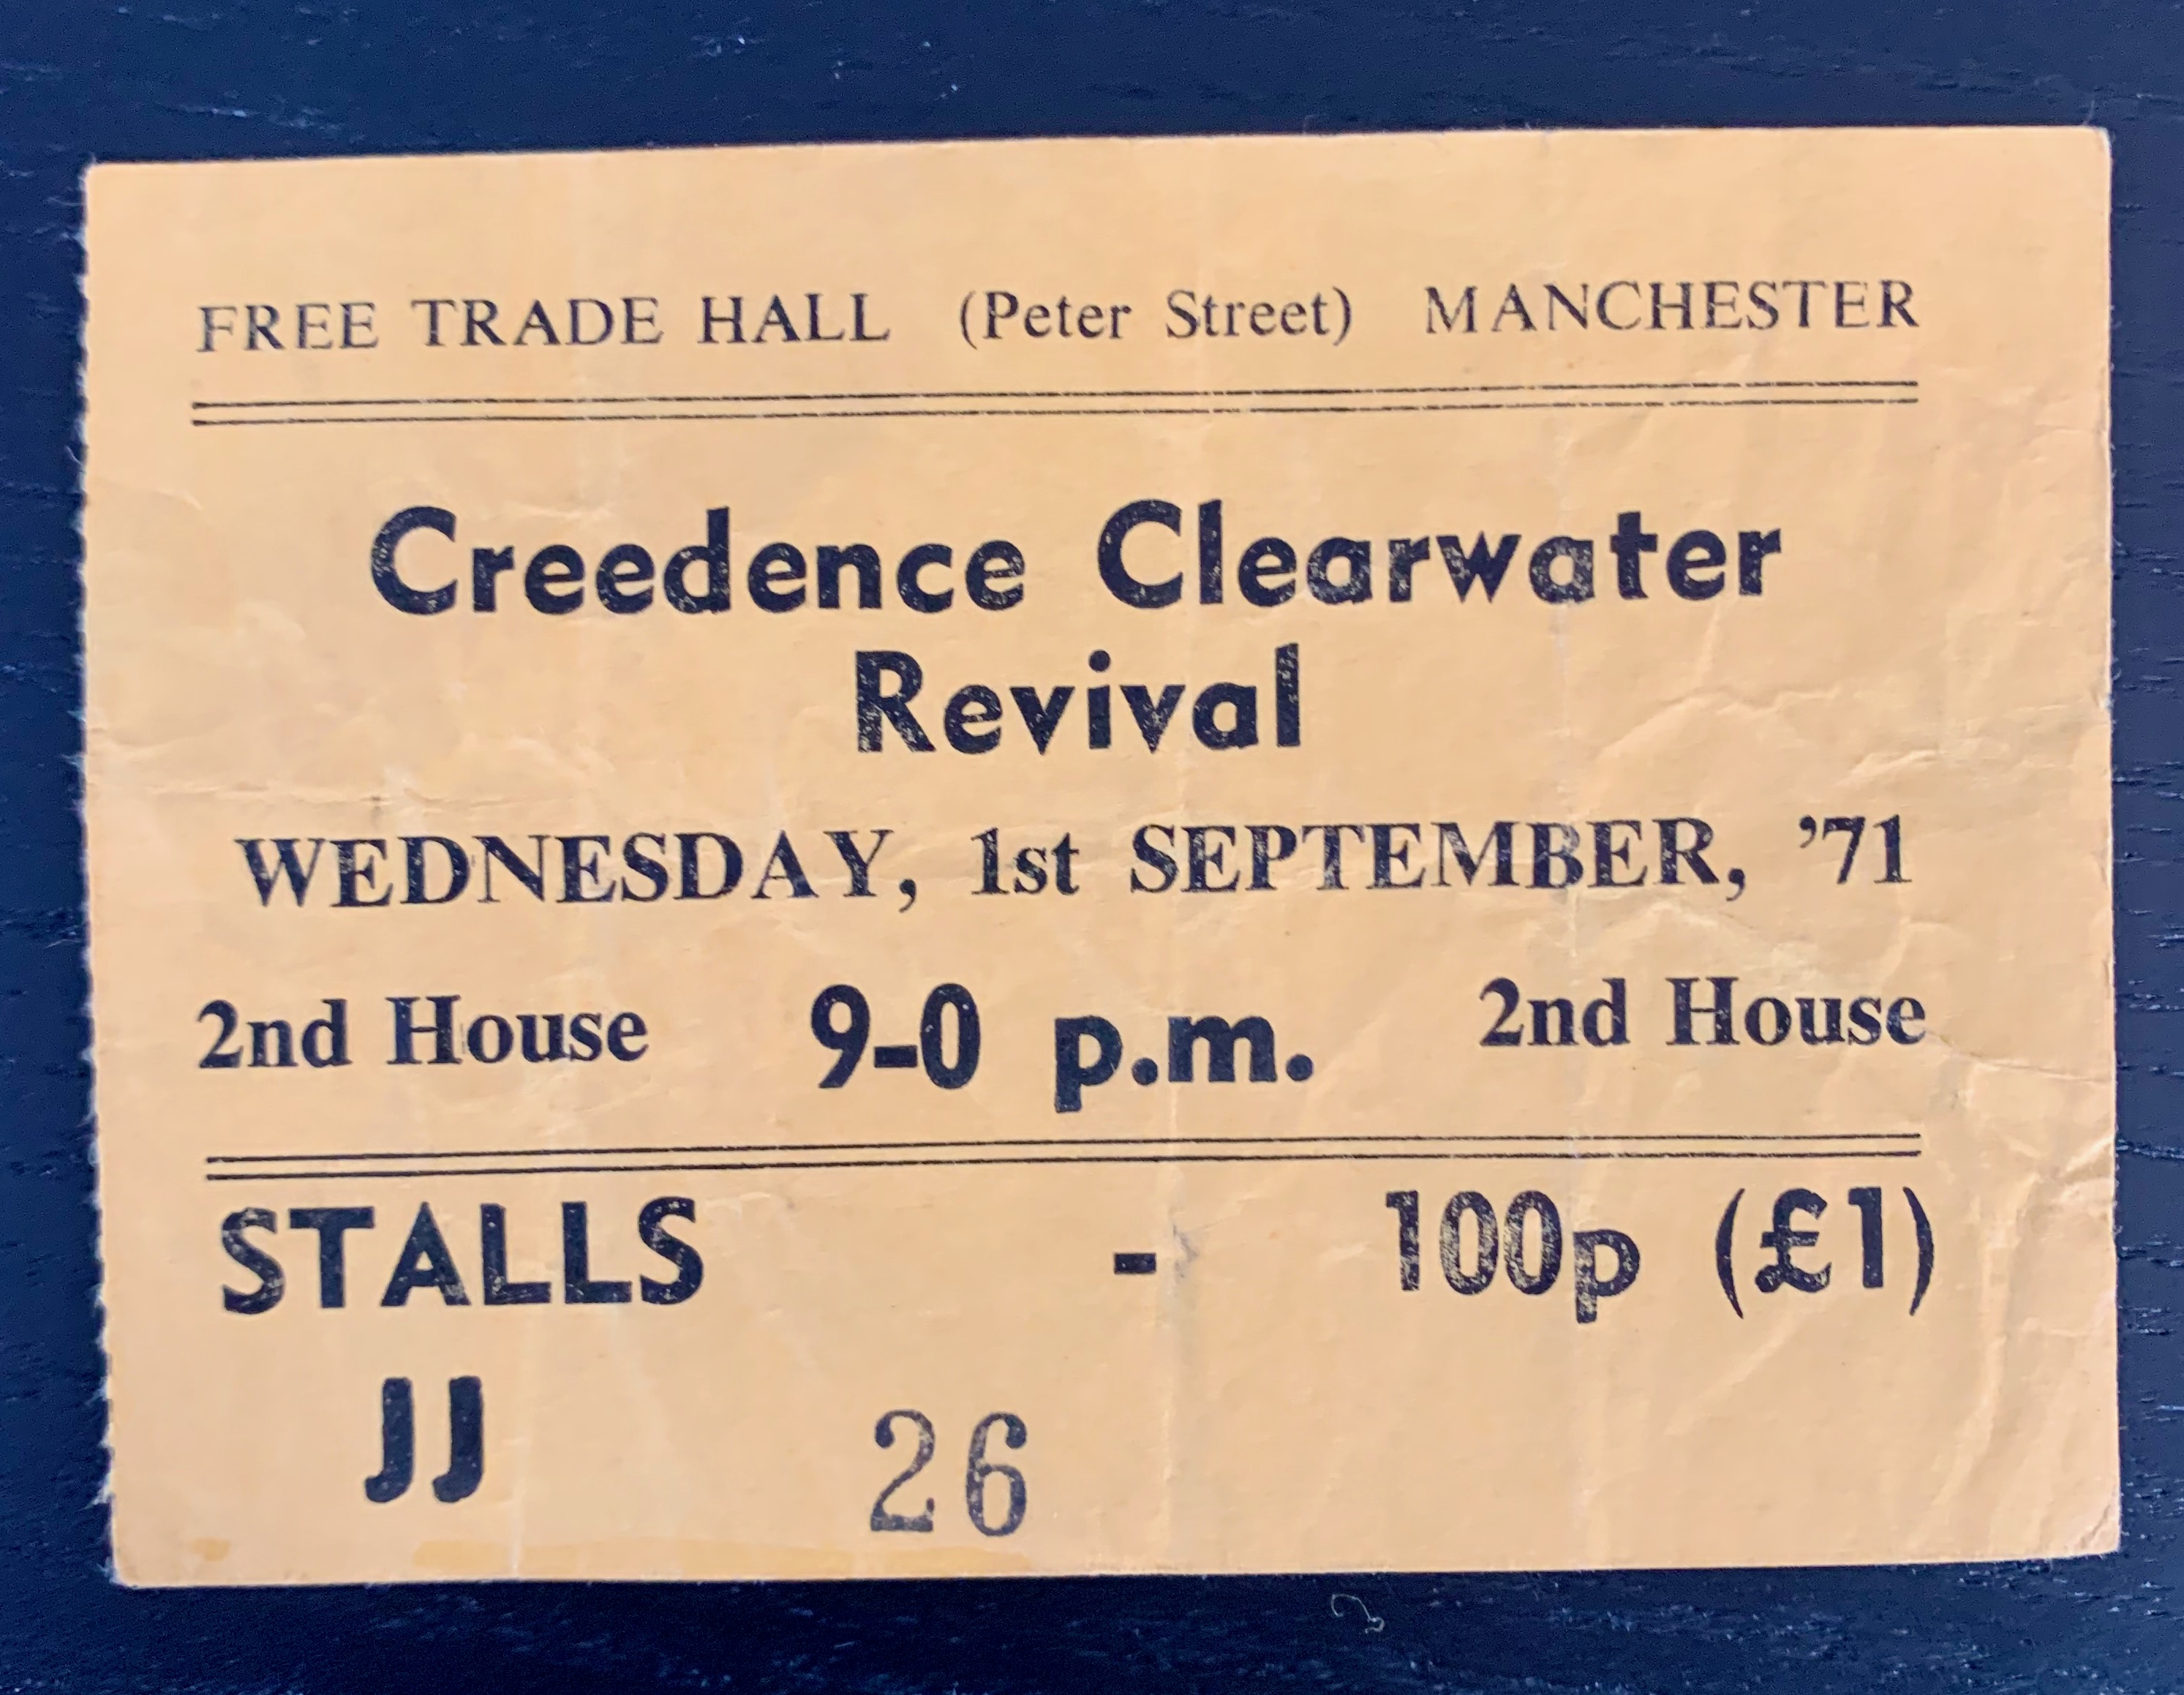 FREE TRADE HALL (Peter Street) MANCHESTER
Creedence Clearwater
Revival
WEDNESDAY, 1st SEPTEMBER, ’71
2nd House 9-0 p.m. 2nd House
STALLS - 100p (£1)
JJ 26